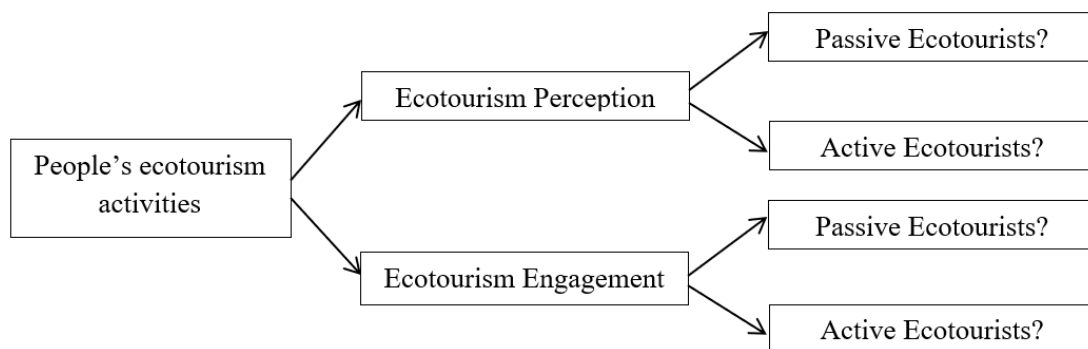 Passive Ecotourists?
Ecotourism Perception
Active Ecotourists?
People’s ecotourism
activities
Passive Ecotourists?
Ecotourism Engagement
Active Ecotourists?